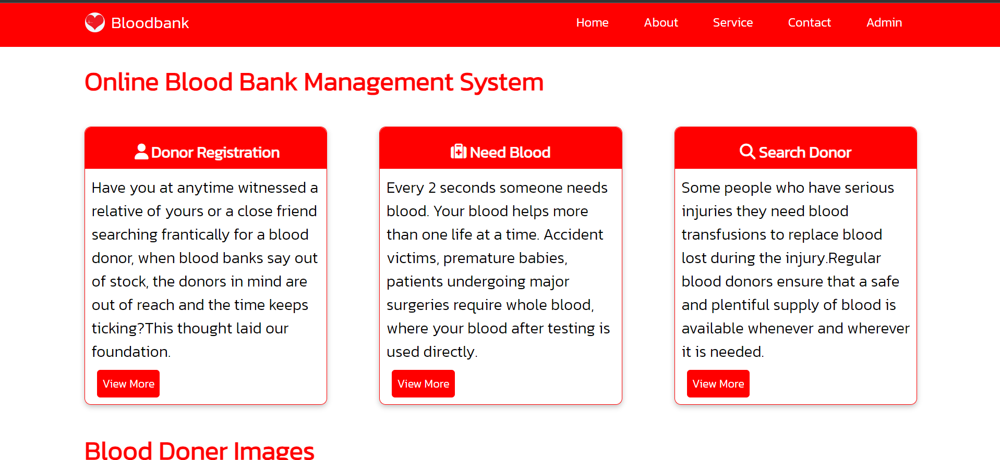 Bloodbank
Home About Service Contact Admin
Online Blood Bank Management System
Donor Registration
Have you at anytime witnessed a
relative of yours or a close friend
searching frantically for a blood
donor, when blood banks say out
of stock, the donors in mind are
out of reach and the time keeps
ticking?This thought laid our
foundation.
View More
Need Blood
Every 2 seconds someone needs
blood. Your blood helps more
than one life at a time. Accident
victims, premature babies,
patients undergoing major
surgeries require whole blood,
where your blood after testing is
used directly.
View More
Search Donor
Some people who have serious
injuries they need blood
transfusions to replace blood
lost during the injury.Regular
blood donors ensure that a safe
and plentiful supply of blood is
available whenever and wherever
it is needed.
View More
Blood Doner Images